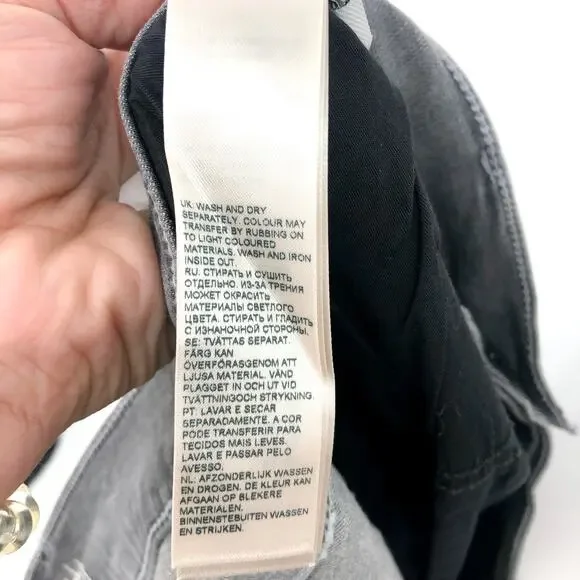 UK: WASH AND DRY
SEPARATELY. COLOUR MAY
TRANSFER BY RUBBING ON
TO LIGHT COLOURED
MATERIALS. WASH AND IRON
INSIDE OUT.
RU: СТИРАТЬ И СУШИТЬ
ОТДЕЛЬНО. ИЗ-ЗА ТРЕНИЯ
МОЖЕТ ОКРАСИТЬ
МАТЕРИАЛЫ СВЕТЛОГО
ЦВЕТА. СТИРАТЬ И ГЛАДИТЬ
С ИЗНАНОЧНОЙ СТОРОНЫ.
SE: TVÄTTAS SEPARAT.
FÄRG KAN
ÖVERFÖRASGENOM ATT
LJUSA MATERIAL. VÄND
PLAGGET IN OCH UT VID
TVÄTTNINGOCH STRYKNING.
PT: LAVAR E SECAR
SEPARADAMENTE. A COR
PODE TRANSFERIR PARA
TECIDOS MAIS LEVES.
LAVAR E PASSAR PELO
AVESSO.
NL: AFZONDERLIJK WASSEN
EN DROGEN. DE KLEUR KAN
AFGAAN OP BLEKERE
MATERIALEN.
BINNENSTEBUITEN WASSEN
EN STRIJKEN.